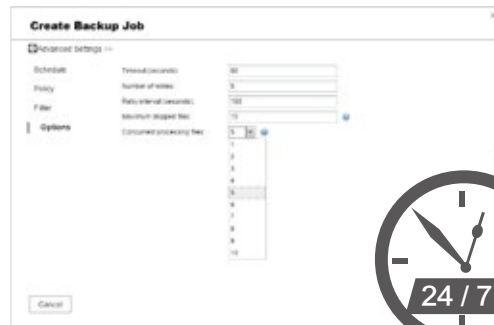 Create Backup Job
Advanced Settings >>
Schedule
Policy
Filter
Options
Timeout (seconds):
Number of retries:
5
Retry interval (seconds):
Maximum skipped files:
10
Concurrent processing files:
5
1
2
3
4
5
6
7
8
9
10
Cancel
24 / 7